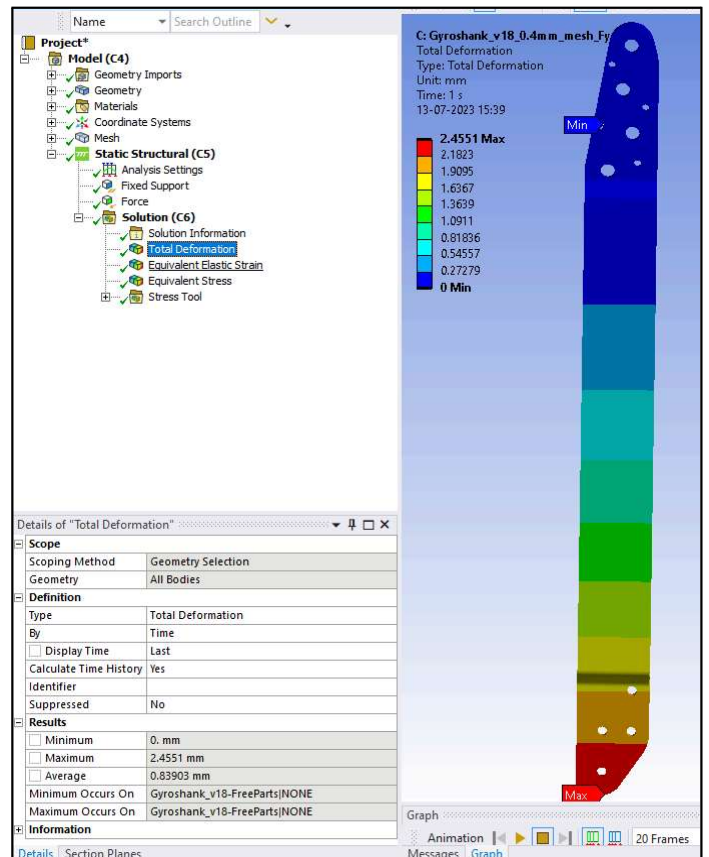 Name
Search Outline
Project*
Model (C4)
Geometry Imports
Geometry
Materials
Coordinate Systems
Mesh
Static Structural (C5)
Analysis Settings
Fixed Support
Force
Solution (C6)
Solution Information
Total Deformation
Equivalent Elastic Strain
Equivalent Stress
Stress Tool
Details of "Total Deformation"
Scope
Scoping Method Geometry Selection
Geometry All Bodies
Definition
Type Total Deformation
By Time
Display Time Last
Calculate Time History Yes
Identifier
Suppressed No
Results
Minimum 0. mm
Maximum 2.4551 mm
Average 0.83903 mm
Minimum Occurs On Gyroshank_v18-FreeParts|NONE
Maximum Occurs On Gyroshank_v18-FreeParts|NONE
Information
Details Section Planes
C: Gyroshank_v18_0.4mm_mesh_Fy
Total Deformation
Type: Total Deformation
Unit: mm
Time: 1 s
13-07-2023 15:39
2.4551 Max
2.1823
1.9095
1.6367
1.3639
1.0911
0.81836
0.54557
0.27279
0 Min
Min
Max
Graph
Animation 20 Frames
Messages Graph